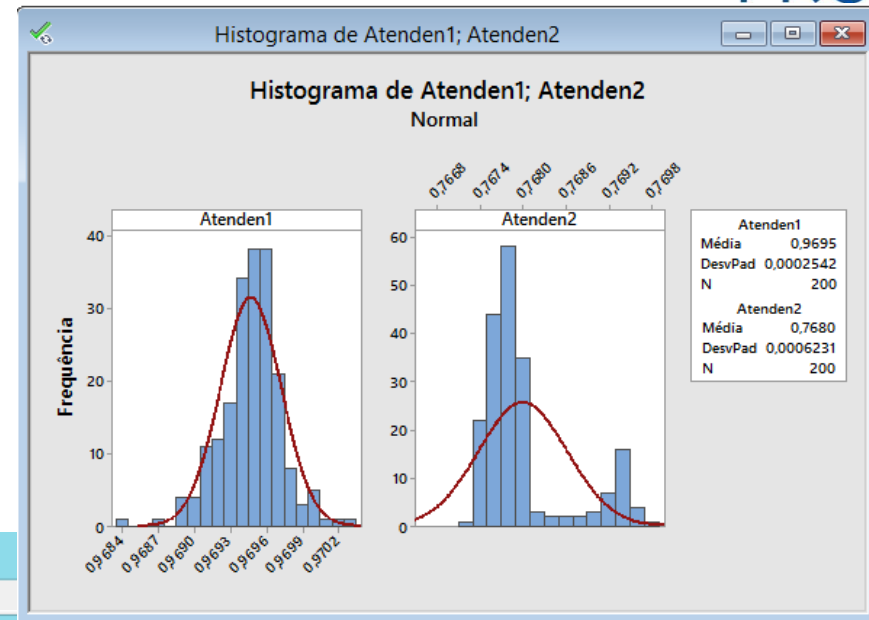 Histograma de Atenden1; Atenden2
Histograma de Atenden1; Atenden2
Normal
0,7668 0,7674 0,7680 0,7686 0,7692 0,7698
Atenden1
Atenden2
Frequência
40
30
20
10
0
60
50
40
30
20
10
0
0,9684 0,9687 0,9690 0,9693 0,9696 0,9699 0,9702
Atenden1
Média 0,9695
DesvPad 0,0002542
N 200
Atenden2
Média 0,7680
DesvPad 0,0006231
N 200